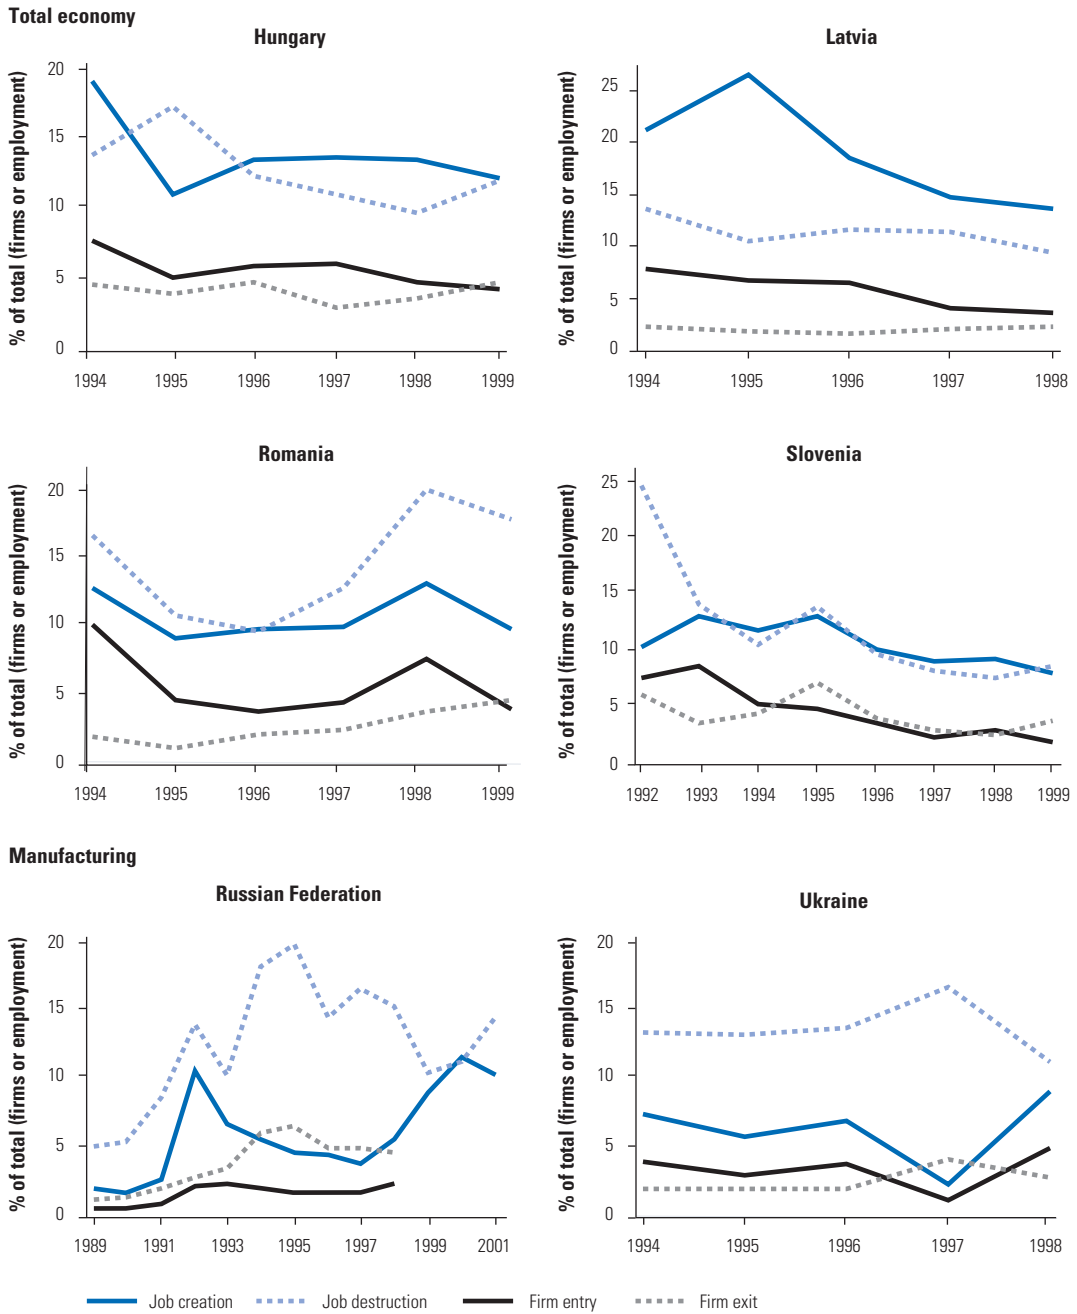 Total economy
Hungary
% of total (firms or employment)
20
15
10
5
0
1994 1995 1996 1997 1998 1999
Latvia
% of total (firms or employment)
25
20
15
10
5
0
1994 1995 1996 1997 1998
Romania
% of total (firms or employment)
20
15
10
5
0
1994 1995 1996 1997 1998 1999
Slovenia
% of total (firms or employment)
25
20
15
10
5
0
1992 1993 1994 1995 1996 1997 1998 1999
Manufacturing
Russian Federation
% of total (firms or employment)
20
15
10
5
0
1989 1991 1993 1995 1997 1999 2001
Ukraine
% of total (firms or employment)
20
15
10
5
0
1994 1995 1996 1997 1998
Job creation Job destruction Firm entry Firm exit